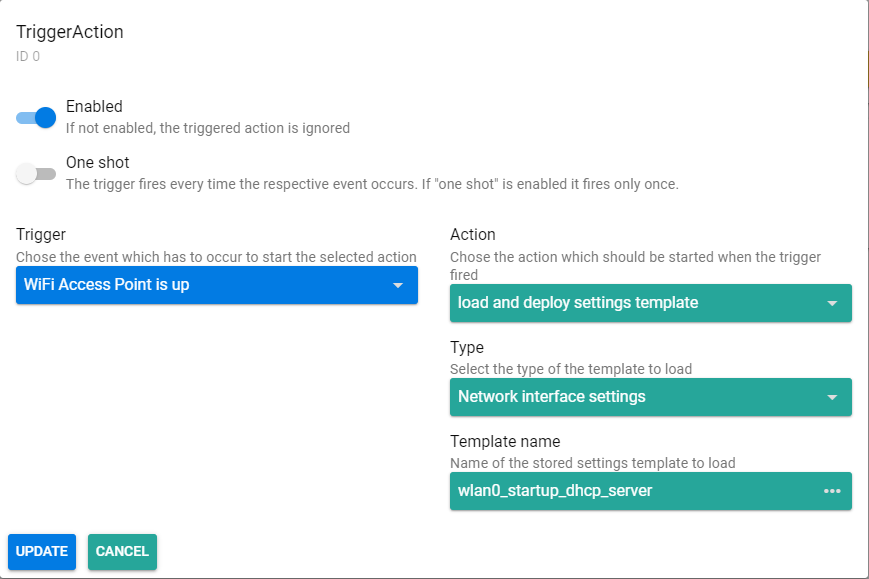 TriggerAction
ID 0
Enabled
If not enabled, the triggered action is ignored
One shot
The trigger fires every time the respective event occurs. If "one shot" is enabled it fires only once.
Trigger
Chose the event which has to occur to start the selected action
WiFi Access Point is up
Action
Chose the action which should be started when the trigger
fired
load and deploy settings template
Type
Select the type of the template to load
Network interface settings
Template name
Name of the stored settings template to load
wlan0_startup_dhcp_server
UPDATE
CANCEL